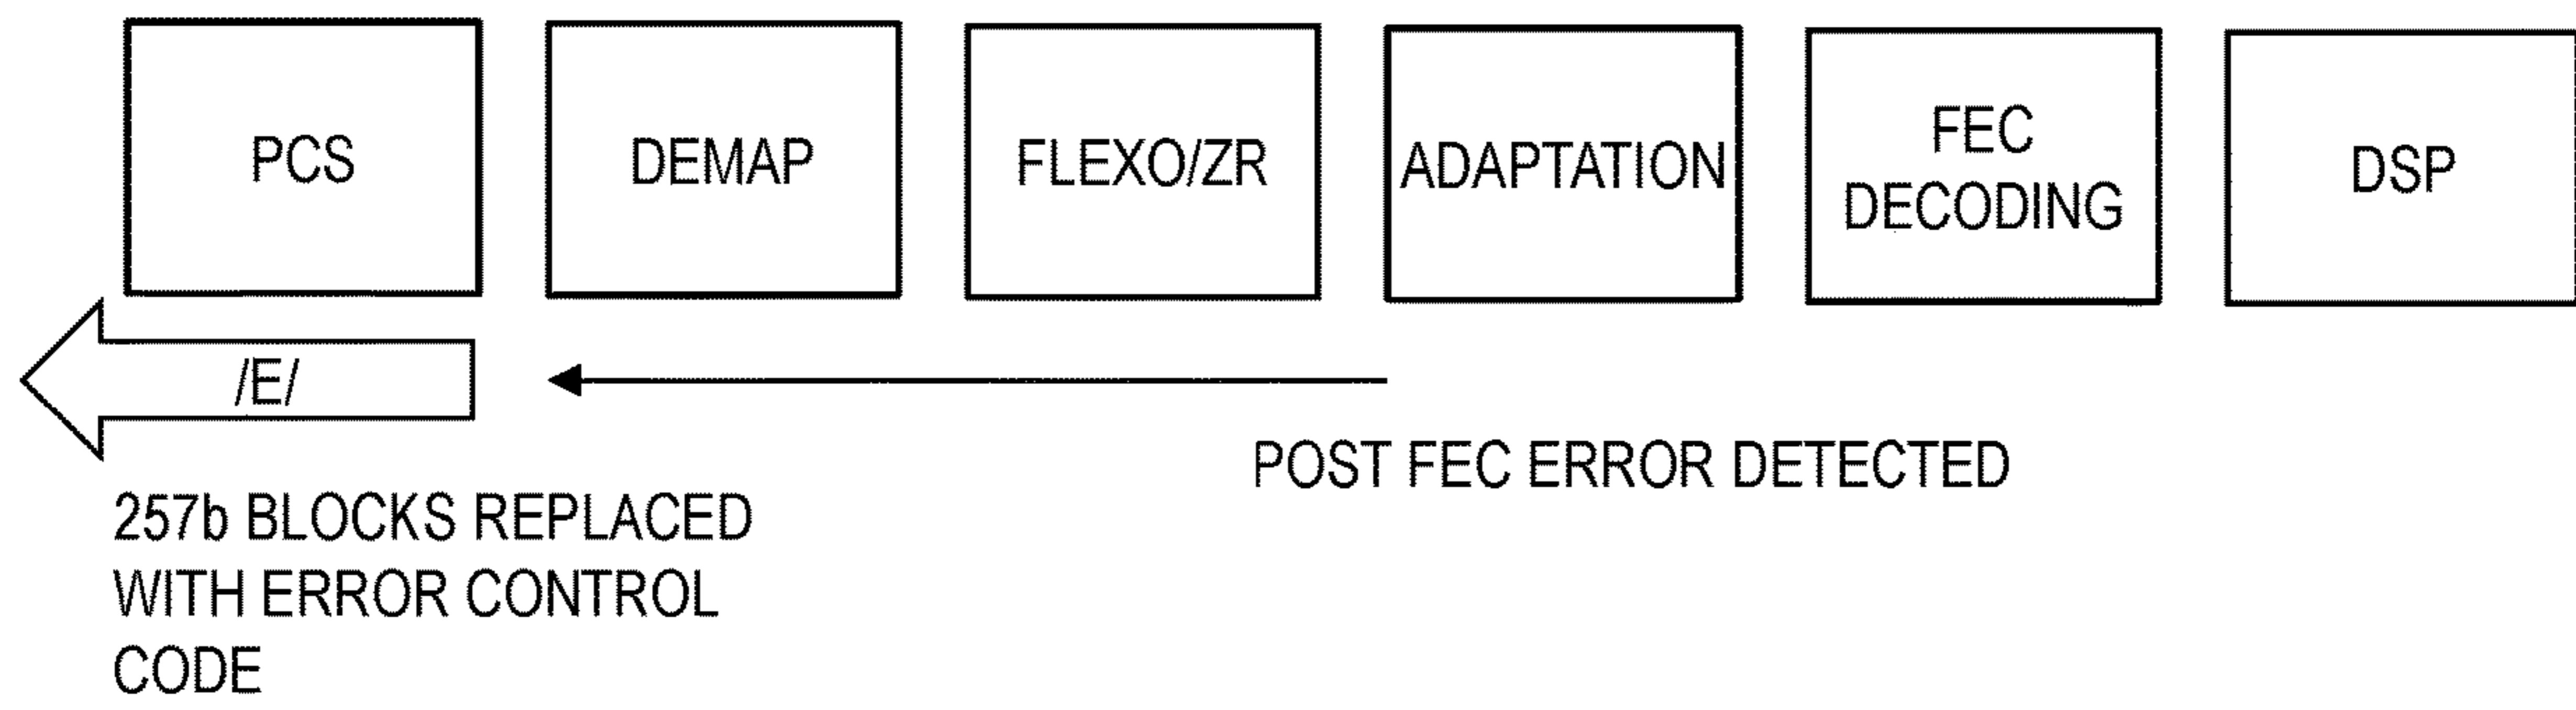 PCS
DEMAP
FLEXO/ZR
ADAPTATION
FEC
DECODING
DSP
/E/
POST FEC ERROR DETECTED
257b BLOCKS REPLACED
WITH ERROR CONTROL
CODE